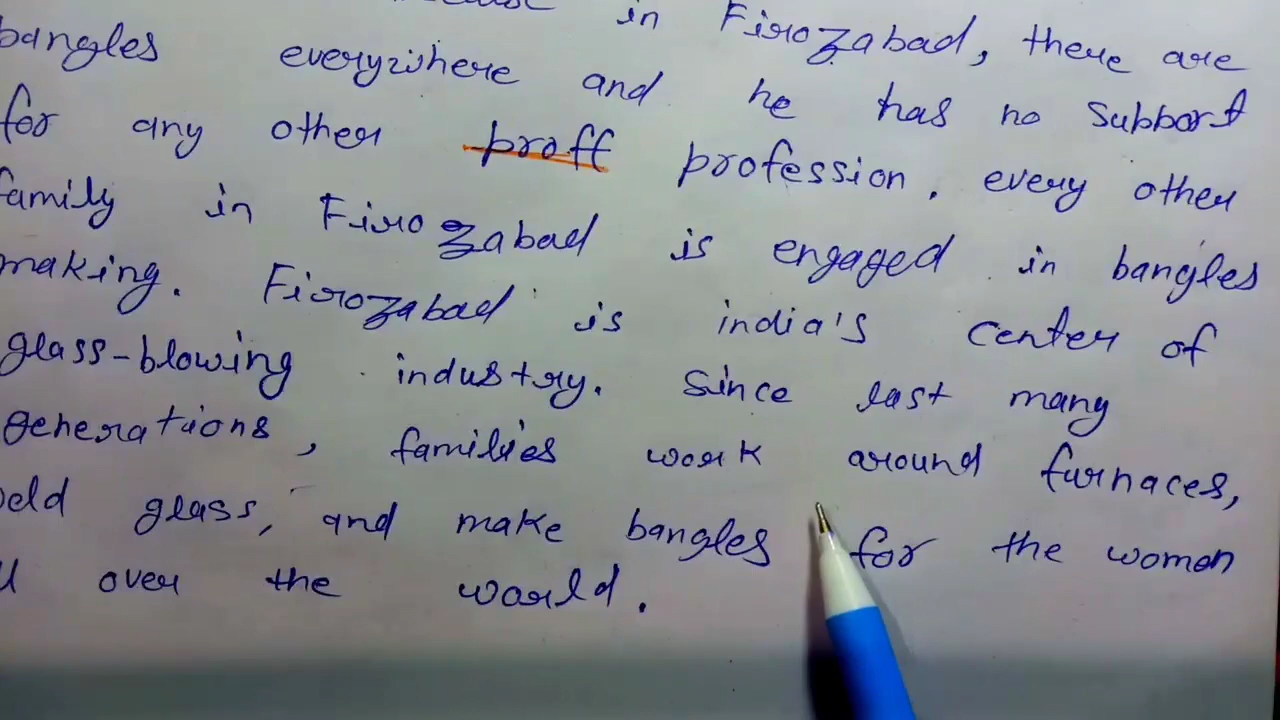 in Firozabad, there are
bangles everywhere and he has no support
for any other proff profession. every other
family in Firozabad is engaged in bangles
making. Firozabad is india's center of
glass-blowing industry. since last many
generations, families work around furnaces,
eld glass, and make bangles for the women
over the world.